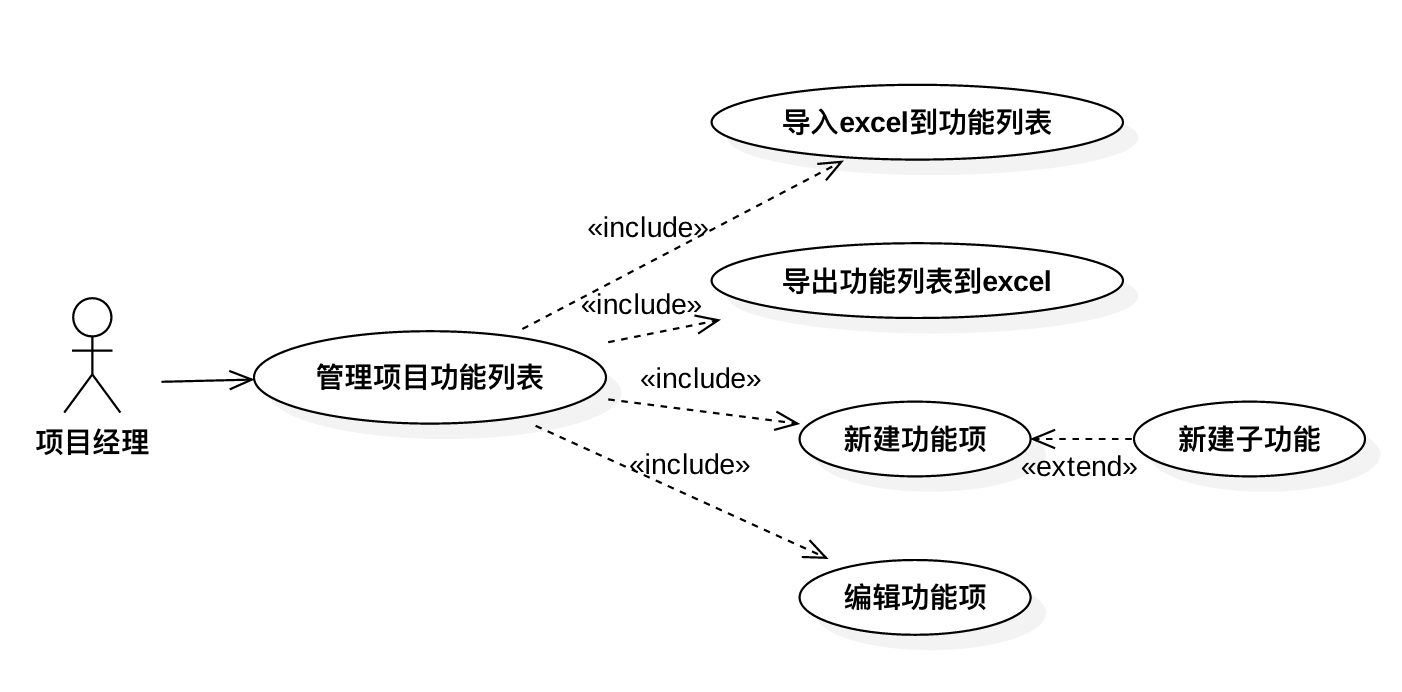 导入excel到功能列表
«include»
导出功能列表到excel
«include»
管理项目功能列表
«include»
项目经理
新建功能项
新建子功能
«include»
«extend»
编辑功能项